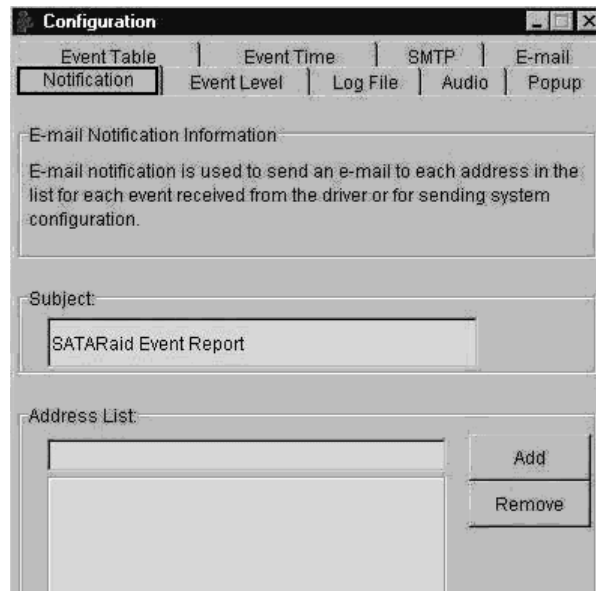 Configuration
Event Table Event Time SMTP E-mail
Notification Event Level Log File Audio Popup
E-mail Notification Information
E-mail notification is used to send an e-mail to each address in the
list for each event received from the driver or for sending system
configuration.
Subject:
SATARaid Event Report
Address List:
Add
Remove